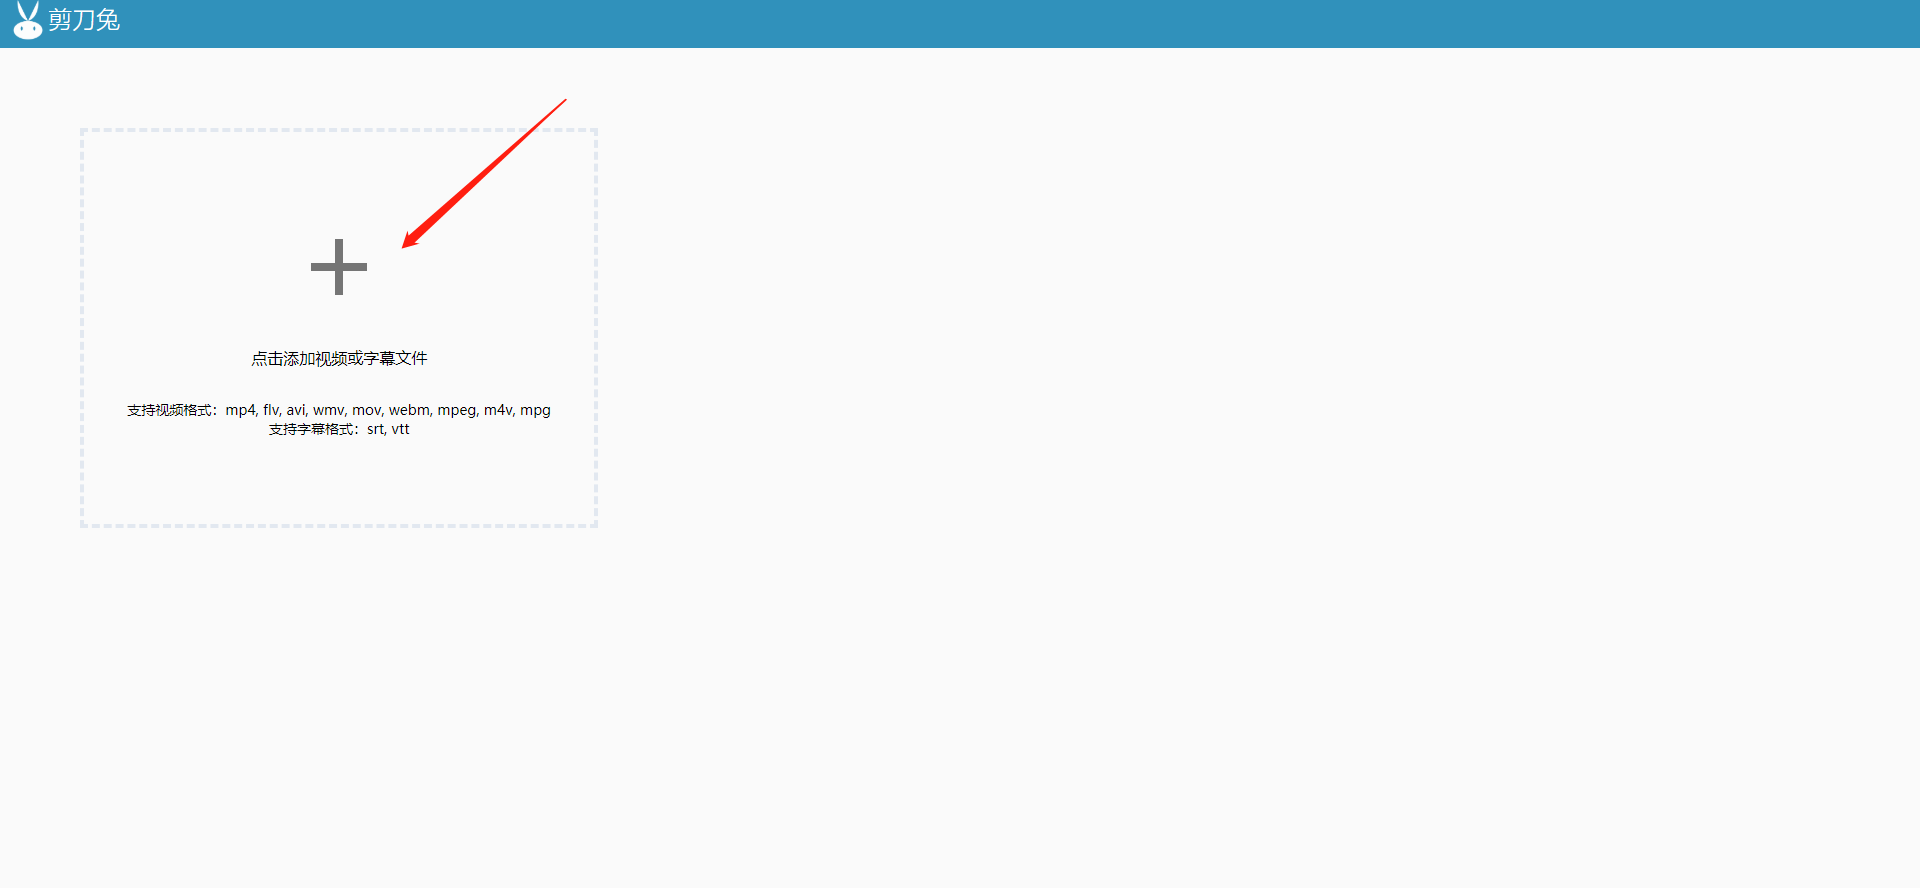 剪刀兔
点击添加视频或字幕文件
支持视频格式：mp4, flv, avi, wmv, mov, webm, mpeg, m4v, mpg
支持字幕格式：srt, vtt